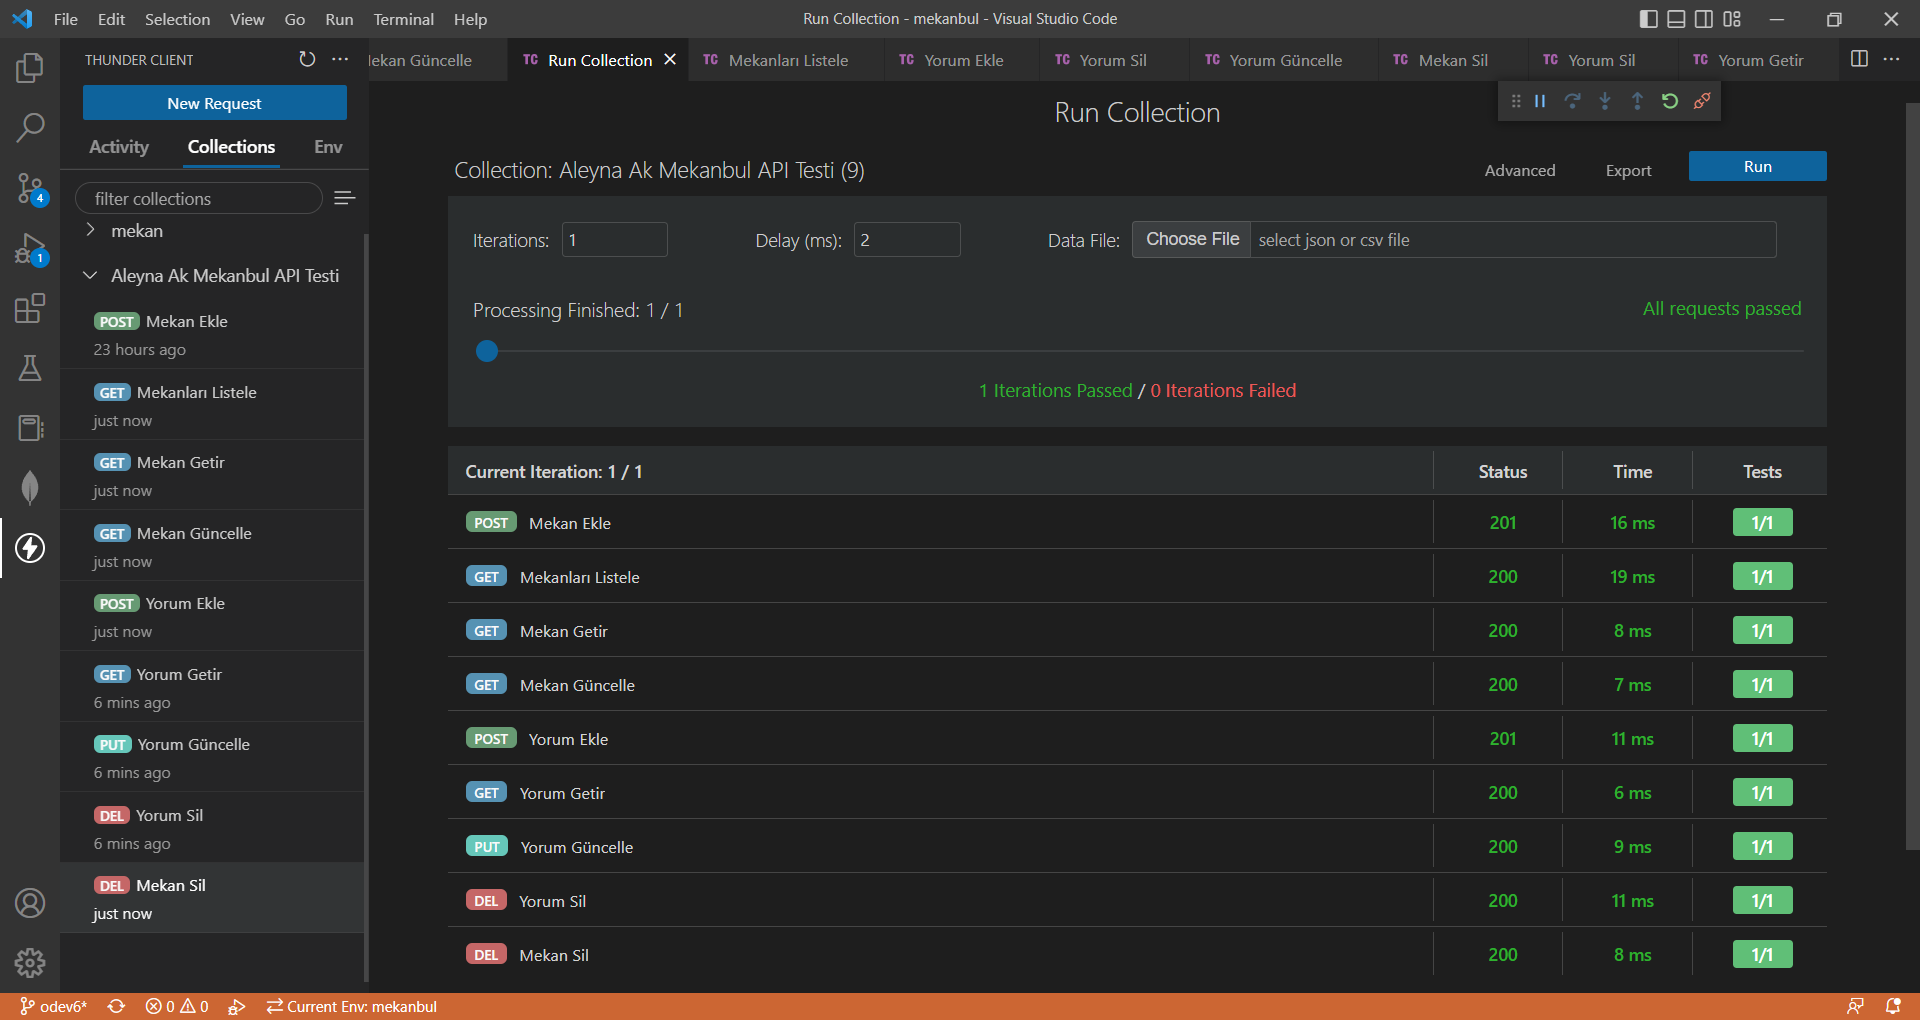 File Edit Selection View Go Run Terminal Help
Run Collection - mekanbul - Visual Studio Code
THUNDER CLIENT
New Request
Activity Collections Env
filter collections
mekan
Aleyna Ak Mekanbul API Testi
POST Mekan Ekle
23 hours ago
GET Mekanları Listele
just now
GET Mekan Getir
just now
GET Mekan Güncelle
just now
POST Yorum Ekle
just now
GET Yorum Getir
6 mins ago
PUT Yorum Güncelle
6 mins ago
DEL Yorum Sil
6 mins ago
DEL Mekan Sil
just now
4
1
Güncelle
TC Run Collection
TC Mekanları Listele
TC Yorum Ekle
TC Yorum Sil
TC Yorum Güncelle
TC Mekan Sil
TC Yorum Sil
TC Yorum Getir
Run Collection
Collection: Aleyna Ak Mekanbul API Testi (9)
Advanced Export Run
Iterations: 1
Delay (ms): 2
Data File: Choose File select json or csv file
Processing Finished: 1 / 1
All requests passed
1 Iterations Passed / 0 Iterations Failed
Current Iteration: 1 / 1 Status Time Tests
POST Mekan Ekle 201 16 ms 1/1
GET Mekanları Listele 200 19 ms 1/1
GET Mekan Getir 200 8 ms 1/1
GET Mekan Güncelle 200 7 ms 1/1
POST Yorum Ekle 201 11 ms 1/1
GET Yorum Getir 200 6 ms 1/1
PUT Yorum Güncelle 200 9 ms 1/1
DEL Yorum Sil 200 11 ms 1/1
DEL Mekan Sil 200 8 ms 1/1
odev6* 0 0 Current Env: mekanbul